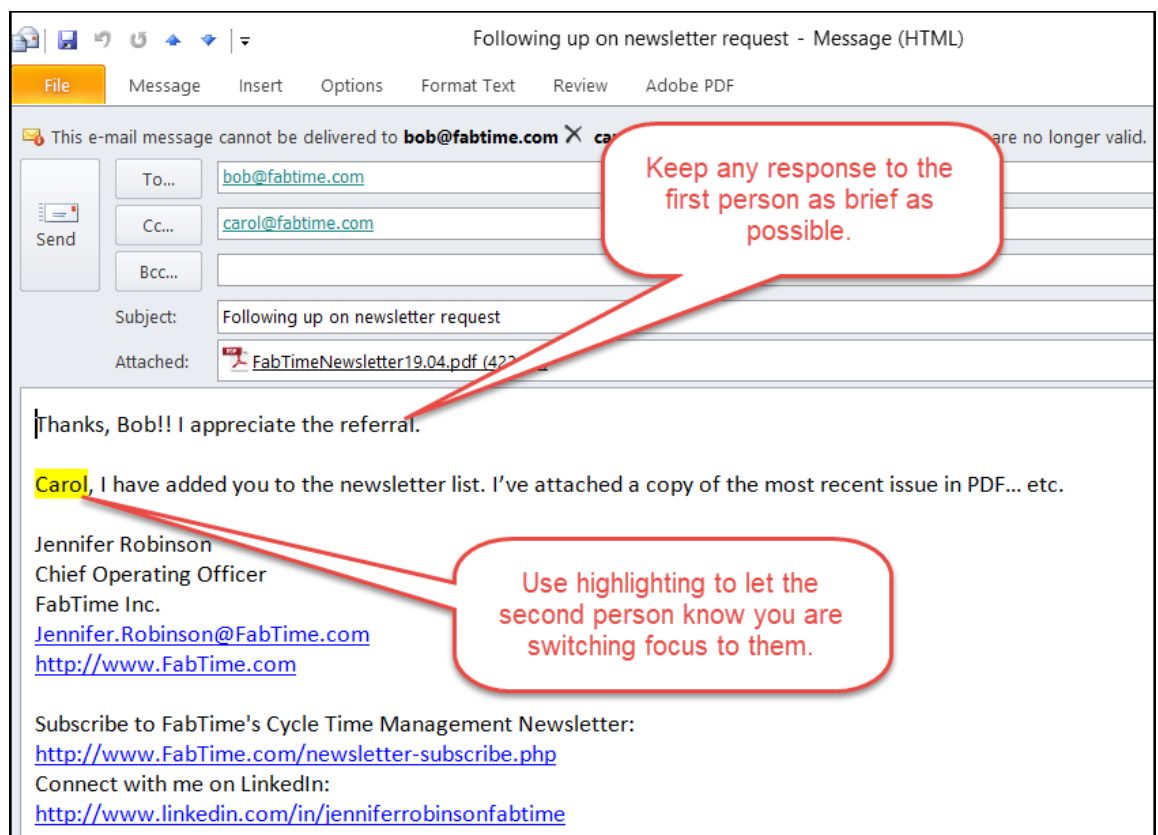 Following up on newsletter request - Message (HTML)
File Message Insert Options Format Text Review Adobe PDF
This e-mail message cannot be delivered to bob@fabtime.com are no longer valid.
To... bob@fabtime.com
Send
Cc... carol@fabtime.com
Bcc...
Subject: Following up on newsletter request
Attached: FabTimeNewsletter19.04.pdf
Keep any response to the
first person as brief as
possible.
Thanks, Bob!! I appreciate the referral.
Carol, I have added you to the newsletter list. I've attached a copy of the most recent issue in PDF... etc.
Jennifer Robinson
Chief Operating Officer
FabTime Inc.
Jennifer.Robinson@FabTime.com
http://www.FabTime.com
Use highlighting to let the
second person know you are
switching focus to them.
Subscribe to FabTime's Cycle Time Management Newsletter:
http://www.FabTime.com/newsletter-subscribe.php
Connect with me on LinkedIn:
http://www.linkedin.com/in/jenniferrobinsonfabtime